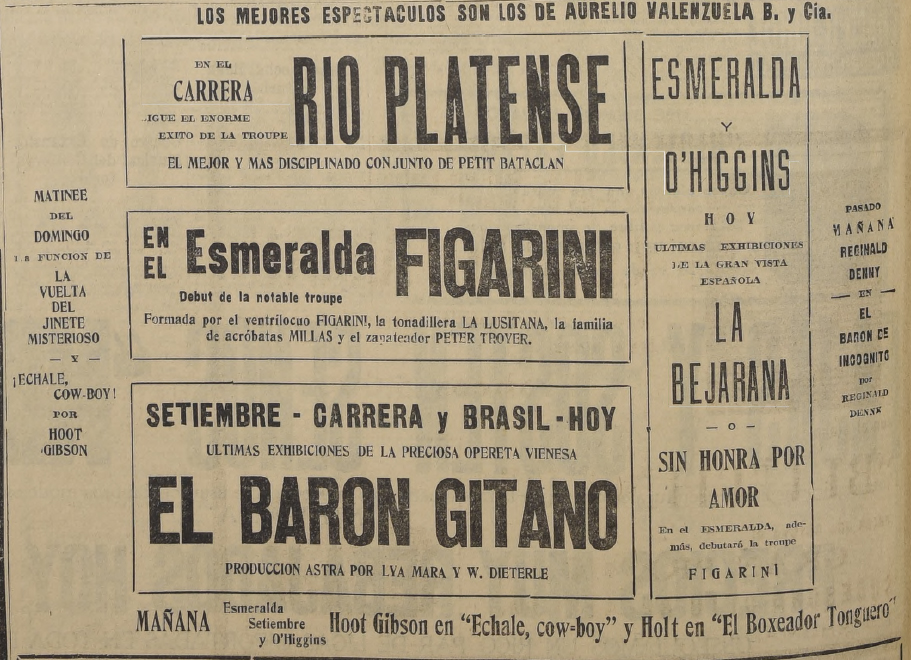 LOS MEJORES ESPECTACULOS SON LOS DE AURELIO VALENZUELA B. y Cía.
MATINEE
DEL
DOMINGO
FUNCION DE
LA
VUELTA
DEL
JINETE
MISTERIOSO
— Y —
¡ECHALE,
COW-BOY!
POR
HOOT
GIBSON
EN EL
CARRERA
IGUE EL ENORME
EXITO DE LA TROUPE
RIO PLATENSE
EL MEJOR Y MAS DISCIPLINADO CONJUNTO DE PETIT BATACLAN
EN
EL
Esmeralda FIGARINI
Debut de la notable troupe
Formada por el ventrilocuo FIGARINI, la tonadillera LA LUSITANA, la familia
de acróbatas MILLAS y el zapateador PETER TROYER.
SETIEMBRE - CARRERA y BRASIL - HOY
ULTIMAS EXHIBICIONES DE LA PRECIOSA OPERETA VIENESA
EL BARON GITANO
PRODUCCION ASTRA POR LYA MARA Y W. DIETERLE
ESMERALDA
Y
O'HIGGINS
HOY
ULTIMAS EXHIBICIONES
DE LA GRAN VISTA
ESPAÑOLA
LA
BEJARANA
— o —
SIN HONRA POR
AMOR
En el ESMERALDA, ade-
más, debutará la troupe
FIGARINI
PASADO
MAÑANA
REGINALD
DENNY
— EN —
EL
BARON DE
INCOGNITO
por
REGINALD
MAÑANA
Esmeralda
Setiembre
y O'Higgins
Hoot Gibson en "Echale, cow-boy" y Holt en "El Boxeador Tonguero"